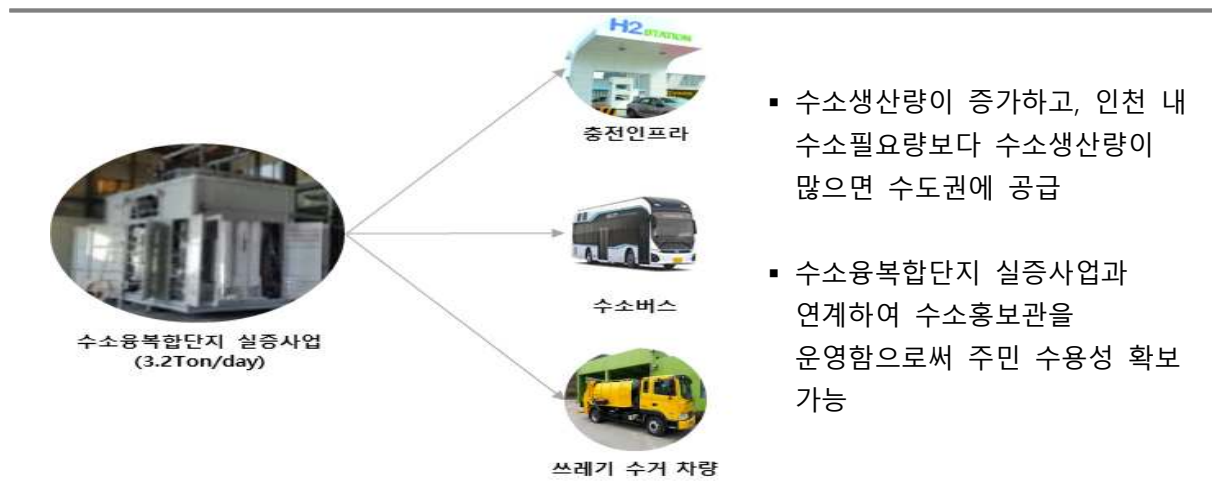 H2 STATION
충전인프라
수소융복합단지 실증사업
(3.2Ton/day)
수소버스
쓰레기 수거 차량
▪ 수소생산량이 증가하고, 인천 내
수소필요량보다 수소생산량이
많으면 수도권에 공급
▪ 수소융복합단지 실증사업과
연계하여 수소홍보관을
운영함으로써 주민 수용성 확보
가능